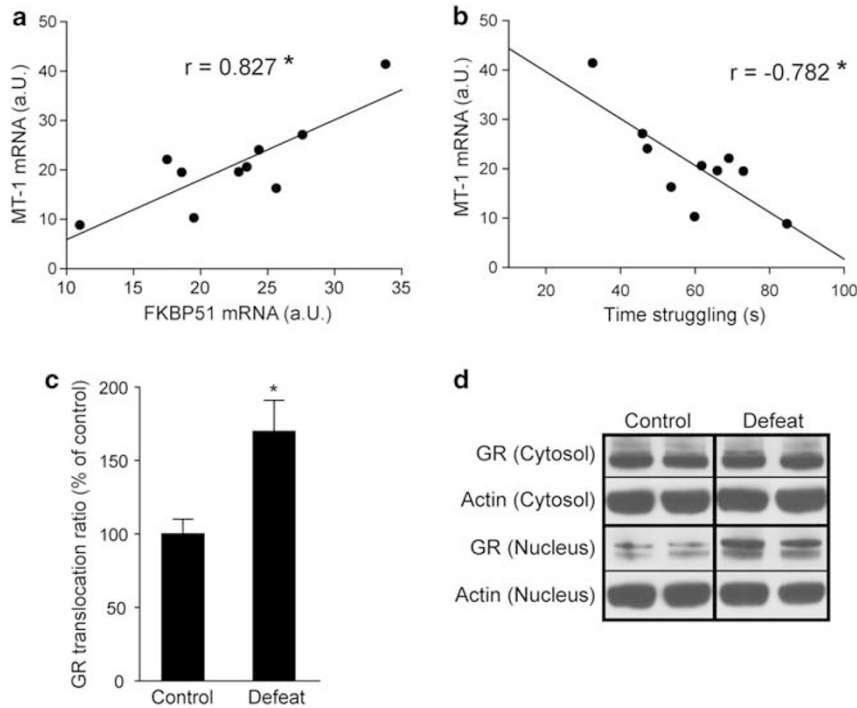 a
MT-1 mRNA (a.U.)
50
40
30
20
10
0
r = 0.827 *
10 15 20 25 30 35
FKBP51 mRNA (a.U.)
b
MT-1 mRNA (a.U.)
50
40
30
20
10
0
r = -0.782 *
20 40 60 80 100
Time struggling (s)
c
GR translocation ratio (% of control)
200
150
100
50
0
*
Control Defeat
d
Control Defeat
GR (Cytosol)
Actin (Cytosol)
GR (Nucleus)
Actin (Nucleus)